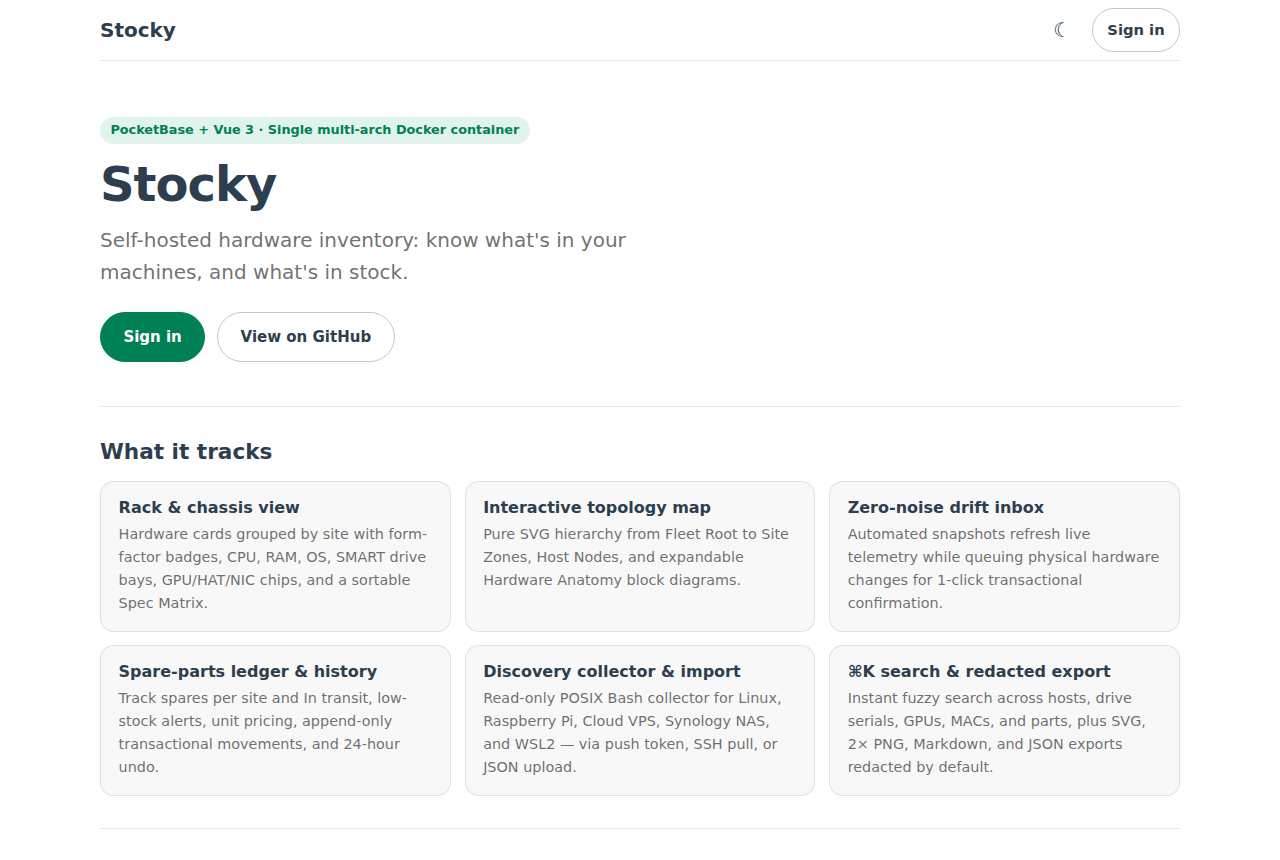 Stocky
☾
Sign in
PocketBase + Vue 3 · Single multi-arch Docker container
Stocky
Self-hosted hardware inventory: know what's in your
machines, and what's in stock.
Sign in
View on GitHub
What it tracks
Rack & chassis view
Hardware cards grouped by site with form-
factor badges, CPU, RAM, OS, SMART drive
bays, GPU/HAT/NIC chips, and a sortable
Spec Matrix.
Interactive topology map
Pure SVG hierarchy from Fleet Root to Site
Zones, Host Nodes, and expandable
Hardware Anatomy block diagrams.
Zero-noise drift inbox
Automated snapshots refresh live
telemetry while queuing physical hardware
changes for 1-click transactional
confirmation.
Spare-parts ledger & history
Track spares per site and In transit, low-
stock alerts, unit pricing, append-only
transactional movements, and 24-hour
undo.
Discovery collector & import
Read-only POSIX Bash collector for Linux,
Raspberry Pi, Cloud VPS, Synology NAS,
and WSL2 — via push token, SSH pull, or
JSON upload.
⌘K search & redacted export
Instant fuzzy search across hosts, drive
serials, GPUs, MACs, and parts, plus SVG,
2× PNG, Markdown, and JSON exports
redacted by default.